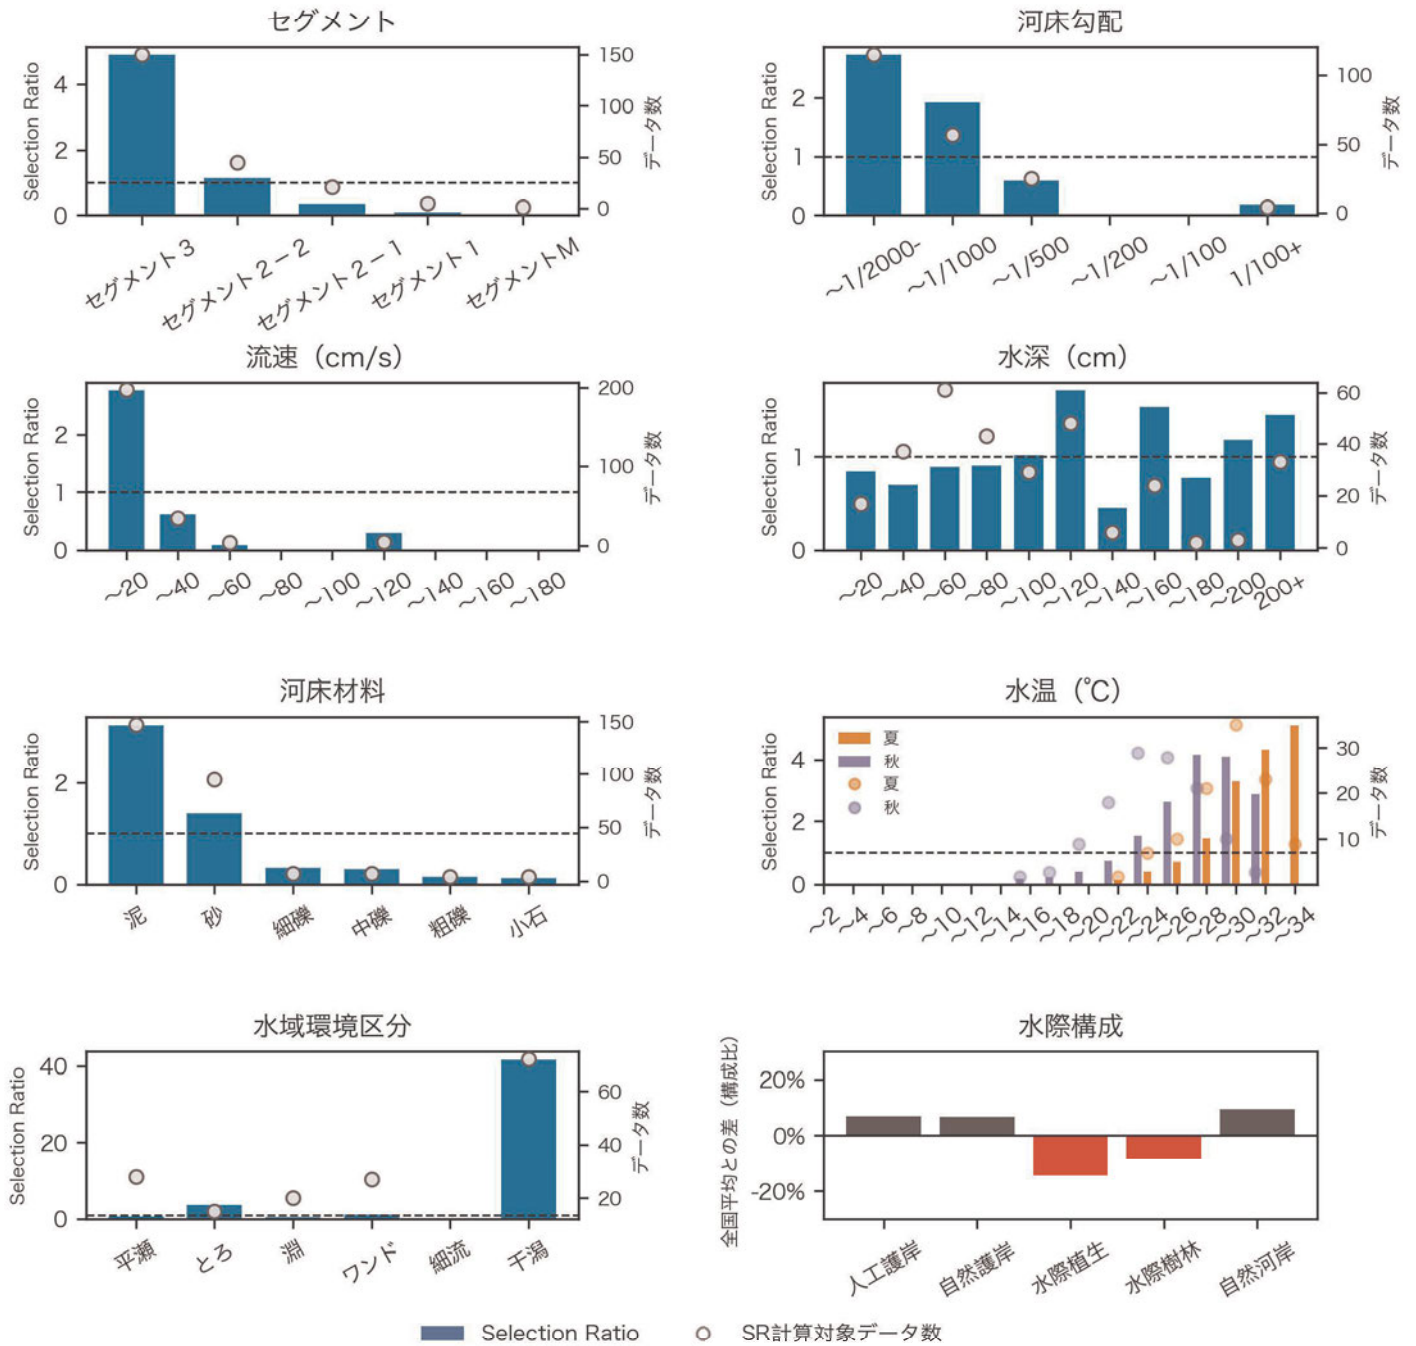 セグメント
Selection Ratio
4
2
0
150
100
50
0
データ数
セグメント3
セグメント2－2
セグメント2－1
セグメント1
セグメントM
河床勾配
Selection Ratio
2
1
0
100
50
0
データ数
～1/2000-
～1/1000
～1/500
～1/200
～1/100
1/100+
流速（cm/s）
Selection Ratio
2
1
0
200
100
0
データ数
～20
～40
～60
～80
～100
～120
～140
～160
～180
水深（cm）
Selection Ratio
1
0
60
40
20
0
データ数
～20
～40
～60
～80
～100
～120
～140
～160
～180
～200
200+
河床材料
Selection Ratio
2
0
150
100
50
0
データ数
泥
砂
細礫
中礫
粗礫
小石
水温（℃）
Selection Ratio
4
2
0
夏
秋
夏
秋
30
20
10
データ数
～2
～4
～6
～8
～10
～12
～14
～16
～18
～20
～22
～24
～26
～28
～30
～32
～34
水域環境区分
Selection Ratio
40
20
0
60
40
20
データ数
平瀬
とろ
淵
ワンド
細流
干潟
水際構成
全国平均との差（構成比）
20%
0%
-20%
人工護岸
自然護岸
水際植生
水際樹林
自然河岸
Selection Ratio
SR計算対象データ数